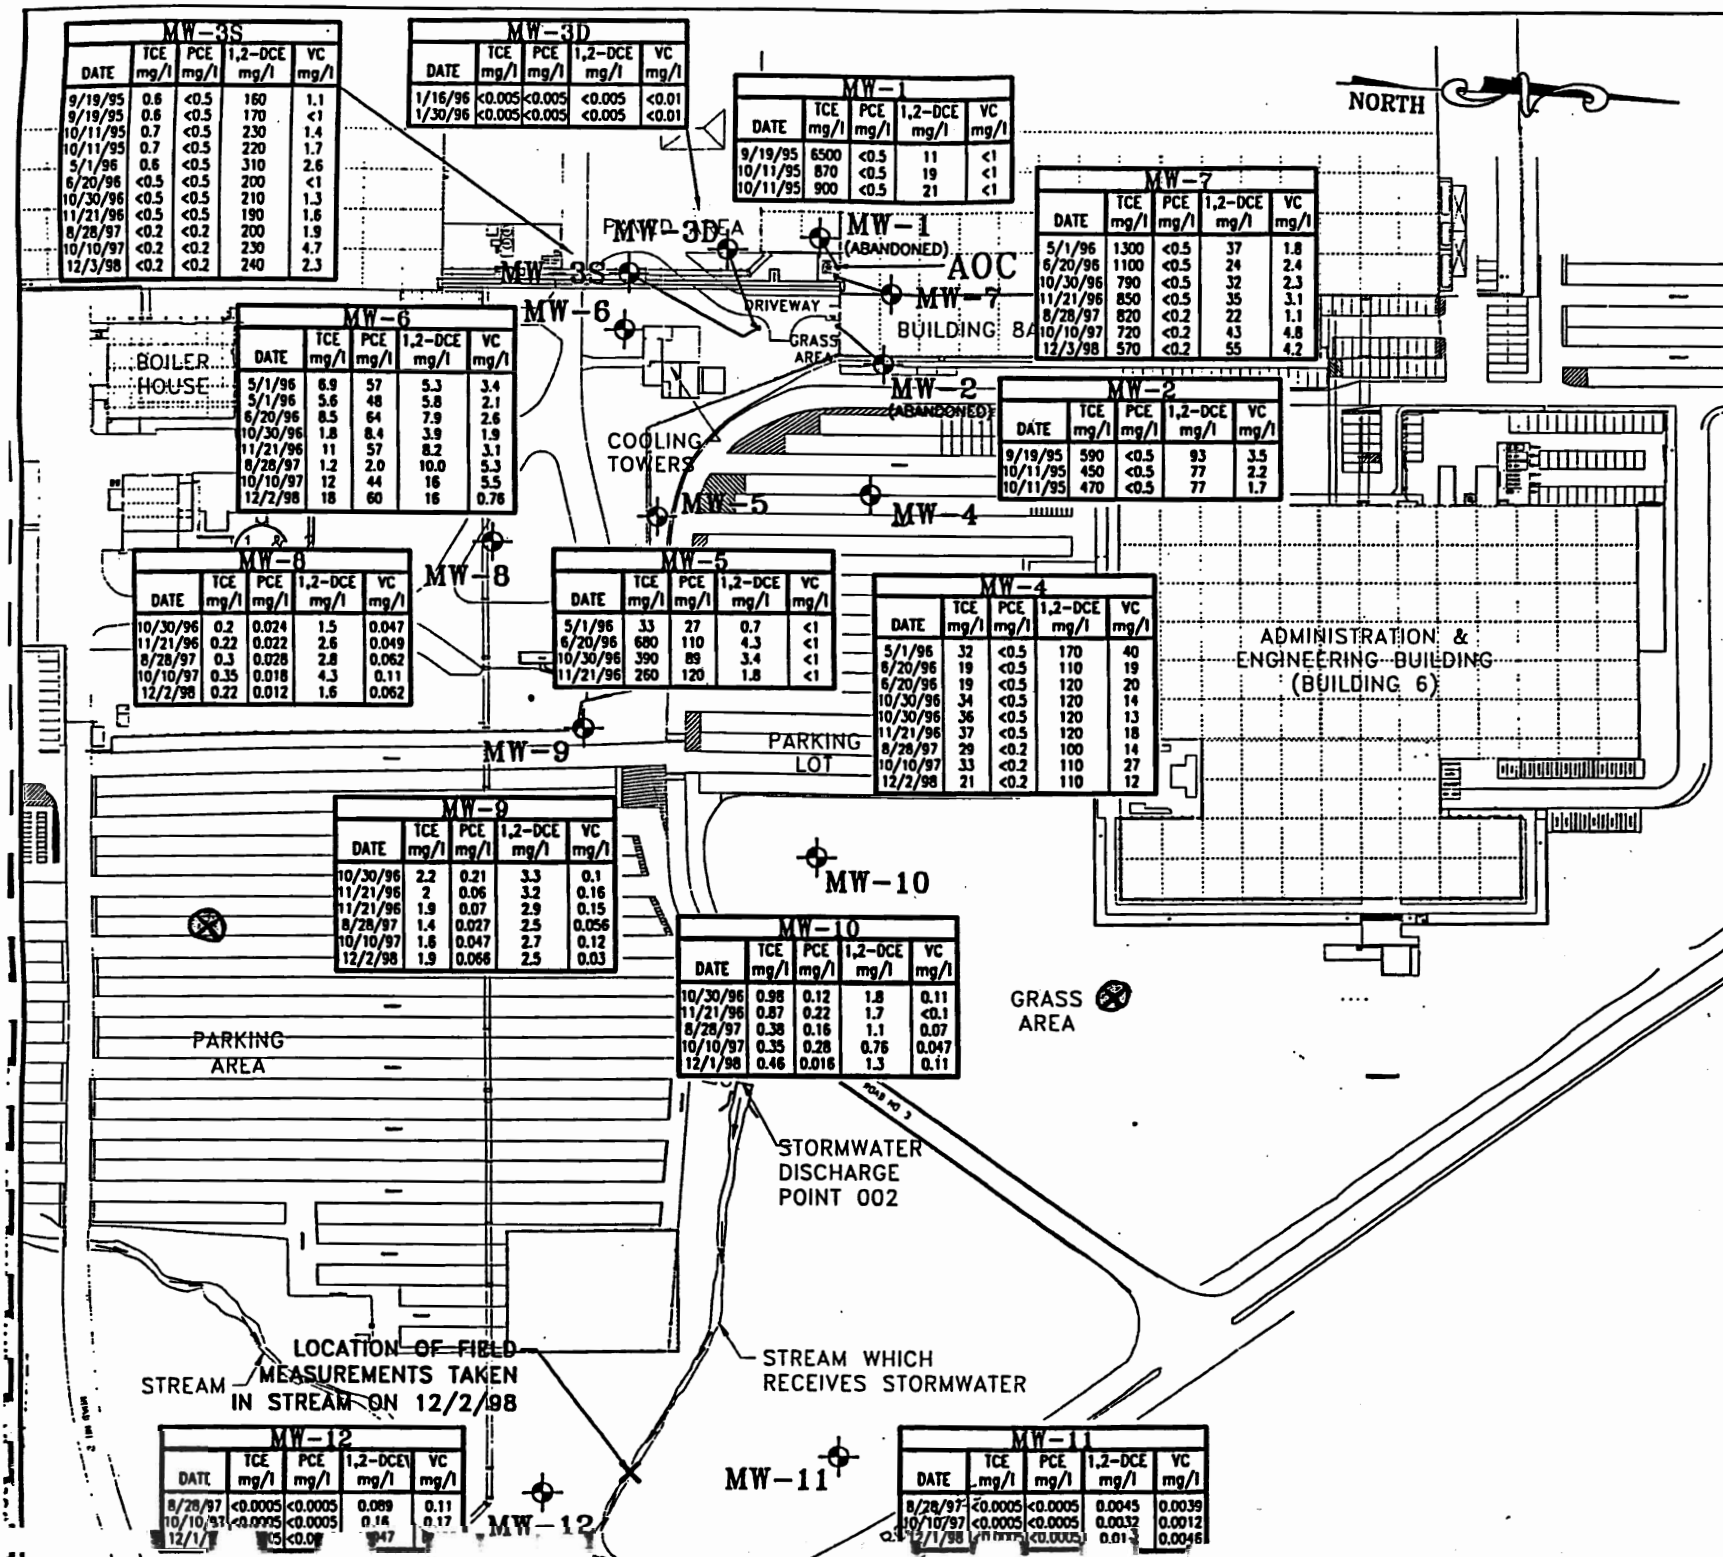 MW-3S
DATE TCE mg/l PCE mg/l 1,2-DCE mg/l VC mg/l
9/19/95 0.6 <0.5 160 1.1
9/19/95 0.6 <0.5 170 <1
10/11/95 0.7 <0.5 230 1.4
10/11/95 0.7 <0.5 220 1.7
5/1/96 0.6 <0.5 310 2.6
6/20/96 <0.5 <0.5 200 <1
10/30/96 <0.5 <0.5 210 1.3
11/21/96 <0.5 <0.5 190 1.6
8/28/97 <0.2 <0.2 200 1.9
10/10/97 <0.2 <0.2 230 4.7
12/3/98 <0.2 <0.2 240 2.3
MW-3D
DATE TCE mg/l PCE mg/l 1,2-DCE mg/l VC mg/l
1/16/96 <0.005 <0.005 <0.005 <0.01
1/30/96 <0.005 <0.005 <0.005 <0.01
MW-1
DATE TCE mg/l PCE mg/l 1,2-DCE mg/l VC mg/l
9/19/95 6500 <0.5 11 <1
10/11/95 870 <0.5 19 <1
10/11/95 900 <0.5 21 <1
NORTH
MW-7
DATE TCE mg/l PCE mg/l 1,2-DCE mg/l VC mg/l
5/1/96 1300 <0.5 37 1.8
6/20/96 1100 <0.5 24 2.4
10/30/96 790 <0.5 32 2.3
11/21/96 850 <0.5 35 3.1
8/28/97 820 <0.2 22 1.1
10/10/97 720 <0.2 43 4.8
12/3/98 570 <0.2 55 4.2
MW-3D
MW-1
(ABANDONED)
AOC
MW-3S
MW-7
MW-6
DRIVEWAY
GRASS
AREA
BUILDING 8A
MW-6
DATE TCE mg/l PCE mg/l 1,2-DCE mg/l VC mg/l
5/1/96 6.9 57 5.3 3.4
5/1/96 5.6 48 5.8 2.1
6/20/96 8.5 64 7.9 2.6
10/30/96 1.8 8.4 3.9 1.9
11/21/96 11 57 8.2 3.1
8/28/97 1.2 2.0 10.0 5.3
10/10/97 12 44 16 5.5
12/2/98 18 60 16 0.76
BOILER
HOUSE
MW-2
(ABANDONED)
MW-2
DATE TCE mg/l PCE mg/l 1,2-DCE mg/l VC mg/l
9/19/95 590 <0.5 93 3.5
10/11/95 450 <0.5 77 2.2
10/11/95 470 <0.5 77 1.7
COOLING
TOWERS
MW-5
MW-4
MW-8
MW-8
DATE TCE mg/l PCE mg/l 1,2-DCE mg/l VC mg/l
10/30/96 0.2 0.024 1.5 0.047
11/21/96 0.22 0.022 2.6 0.049
8/28/97 0.3 0.028 2.8 0.062
10/10/97 0.35 0.018 4.3 0.11
12/2/98 0.22 0.012 1.6 0.062
MW-5
DATE TCE mg/l PCE mg/l 1,2-DCE mg/l VC mg/l
5/1/96 33 27 0.7 <1
6/20/96 680 110 4.3 <1
10/30/96 390 89 3.4 <1
11/21/96 260 120 1.8 <1
MW-4
DATE TCE mg/l PCE mg/l 1,2-DCE mg/l VC mg/l
5/1/96 32 <0.5 170 40
6/20/96 19 <0.5 110 19
6/20/96 19 <0.5 120 20
10/30/96 34 <0.5 120 14
10/30/96 36 <0.5 120 13
11/21/96 37 <0.5 120 18
8/28/97 29 <0.2 100 14
10/10/97 33 <0.2 110 27
12/2/98 21 <0.2 110 12
ADMINISTRATION &
ENGINEERING BUILDING
(BUILDING 6)
MW-9
PARKING
LOT
MW-9
DATE TCE mg/l PCE mg/l 1,2-DCE mg/l VC mg/l
10/30/96 2.2 0.21 3.3 0.1
11/21/96 2 0.06 3.2 0.16
11/21/96 1.9 0.07 2.9 0.15
8/28/97 1.4 0.027 2.5 0.056
10/10/97 1.6 0.047 2.7 0.12
12/2/98 1.9 0.066 2.5 0.03
MW-10
MW-10
DATE TCE mg/l PCE mg/l 1,2-DCE mg/l VC mg/l
10/30/96 0.98 0.12 1.8 0.11
11/21/96 0.87 0.22 1.7 <0.1
8/28/97 0.38 0.16 1.1 0.07
10/10/97 0.35 0.28 0.76 0.047
12/1/98 0.46 0.016 1.3 0.11
GRASS
AREA
PARKING
AREA
ROAD NO 3
STORMWATER
DISCHARGE
POINT 002
LOCATION OF FIELD
MEASUREMENTS TAKEN
IN STREAM ON 12/2/98
STREAM
STREAM WHICH
RECEIVES STORMWATER
MW-12
DATE TCE mg/l PCE mg/l 1,2-DCE mg/l VC mg/l
8/28/97 <0.0005 <0.0005 0.089 0.11
<0.0005 <0.0005 0.16 0.17
MW-12
MW-11
MW-11
DATE TCE mg/l PCE mg/l 1,2-DCE mg/l VC mg/l
8/28/97 <0.0005 <0.0005 0.0045 0.0039
10/10/97 <0.0005 <0.0005 0.0032 0.0012
12/1/98 <0.0005 0.0046